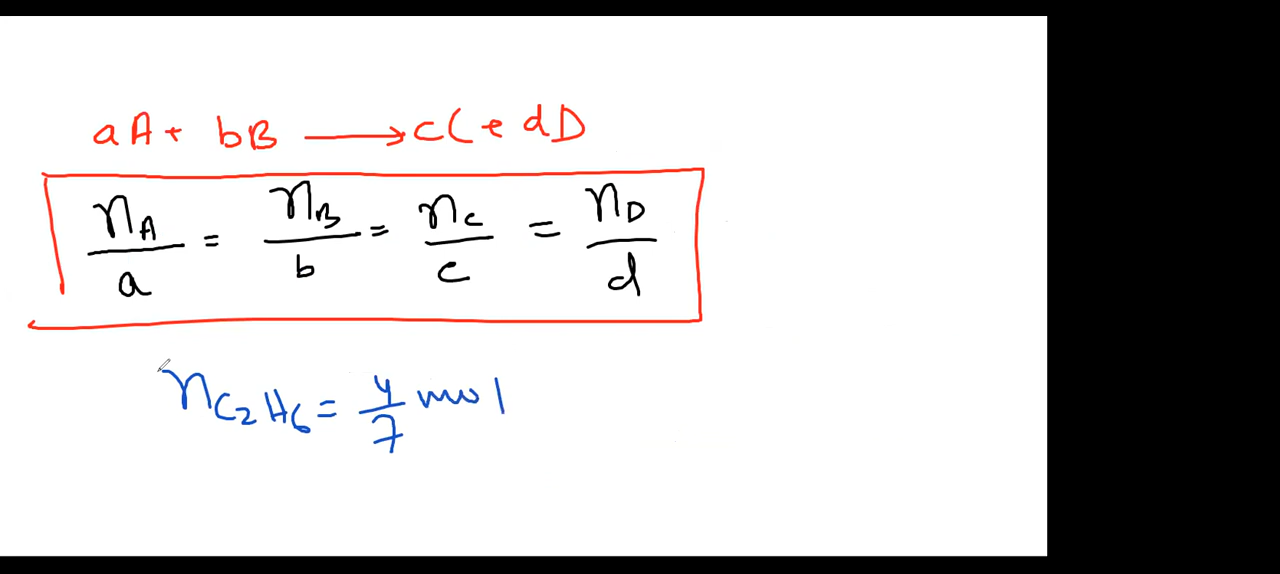 aA + bB ⟶ cC + dD
n_A/a = n_B/b = n_C/c = n_D/d
n_C₂H₆ = 4/7 mol